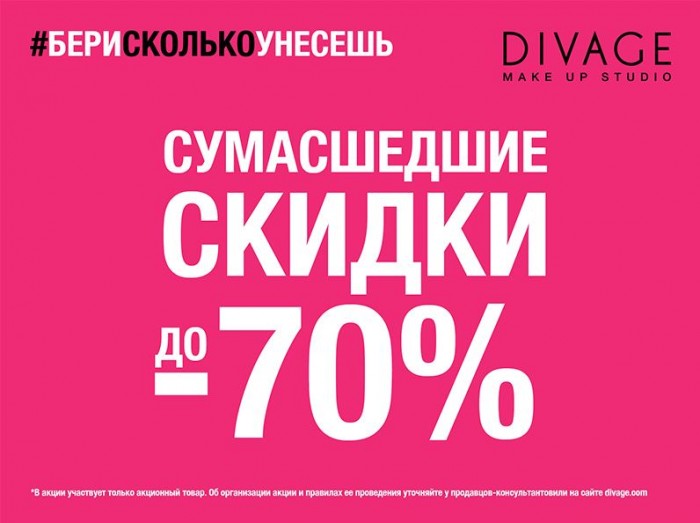 #БЕРИСКОЛЬКОУНЕСЕШЬ
DIVAGE
MAKE UP STUDIO
СУМАСШЕДШИЕ
СКИДКИ
ДО
-70%
*В акции участвует только акционный товар. Об организации акции и правилах ее проведения уточняйте у продавцов-консультантовили на сайте divage.com